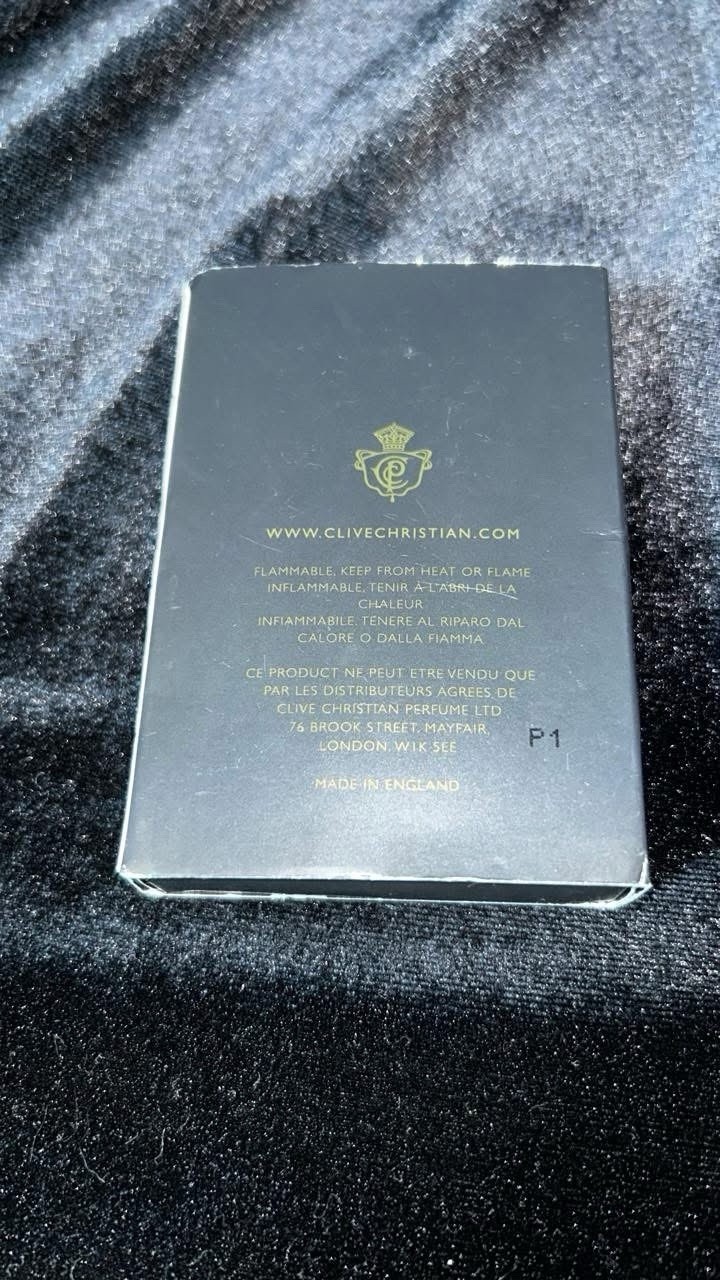 WWW.CLIVECHRISTIAN.COM
FLAMMABLE, KEEP FROM HEAT OR FLAME
INFLAMMABLE, TENIR À L'ABRI DE LA
CHALEUR
INFIAMMABILE. TENERE AL RIPARO DAL
CALORE O DALLA FIAMMA
CE PRODUCT NE PEUT ETRE VENDU QUE
PAR LES DISTRIBUTEURS AGREES DE
CLIVE CHRISTIAN PERFUME LTD
76 BROOK STREET, MAYFAIR,
LONDON. W1K 5EE
P1
MADE IN ENGLAND